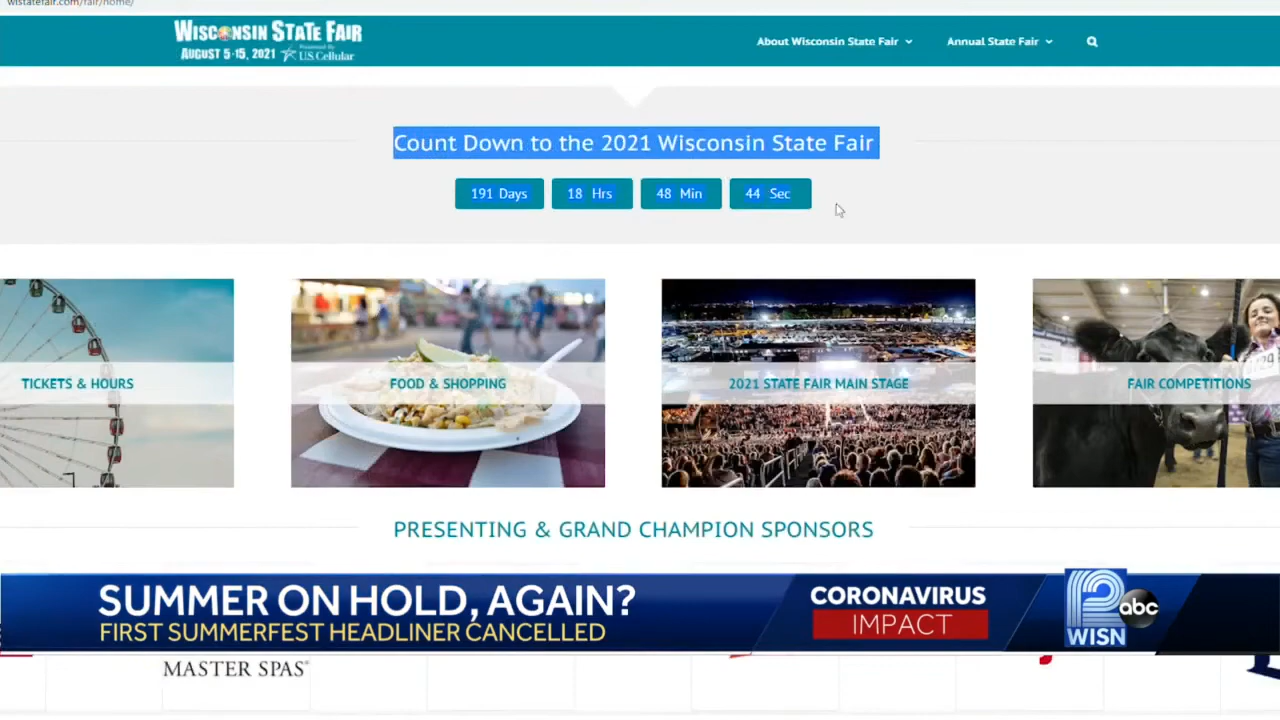 wistatefair.com/fair/home/
WISCONSIN STATE FAIR
AUGUST 5-15, 2021 Presented By U.S. Cellular
About Wisconsin State Fair
Annual State Fair
Count Down to the 2021 Wisconsin State Fair
191 Days 18 Hrs 48 Min 44 Sec
TICKETS & HOURS
FOOD & SHOPPING
2021 STATE FAIR MAIN STAGE
FAIR COMPETITIONS
PRESENTING & GRAND CHAMPION SPONSORS
SUMMER ON HOLD, AGAIN?
FIRST SUMMERFEST HEADLINER CANCELLED
CORONAVIRUS
IMPACT
12
WISN
abc
MASTER SPAS